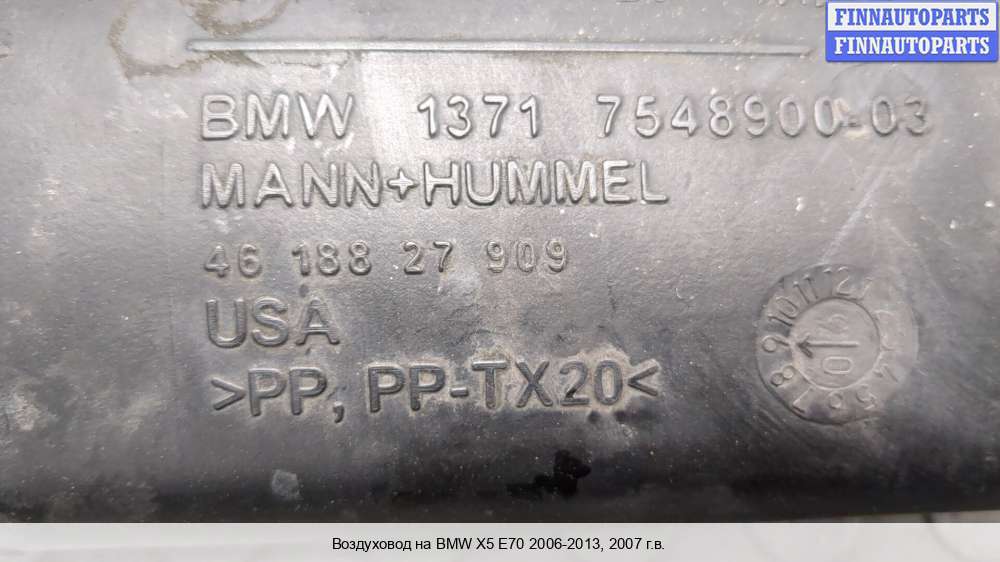 FINNAUTOPARTS
FINNAUTOPARTS
BMW 1371 7548900-03
MANN+HUMMEL
46 188 27 909
USA
>PP, PP-TX20<
Воздуховод на BMW X5 E70 2006-2013, 2007 г.в.